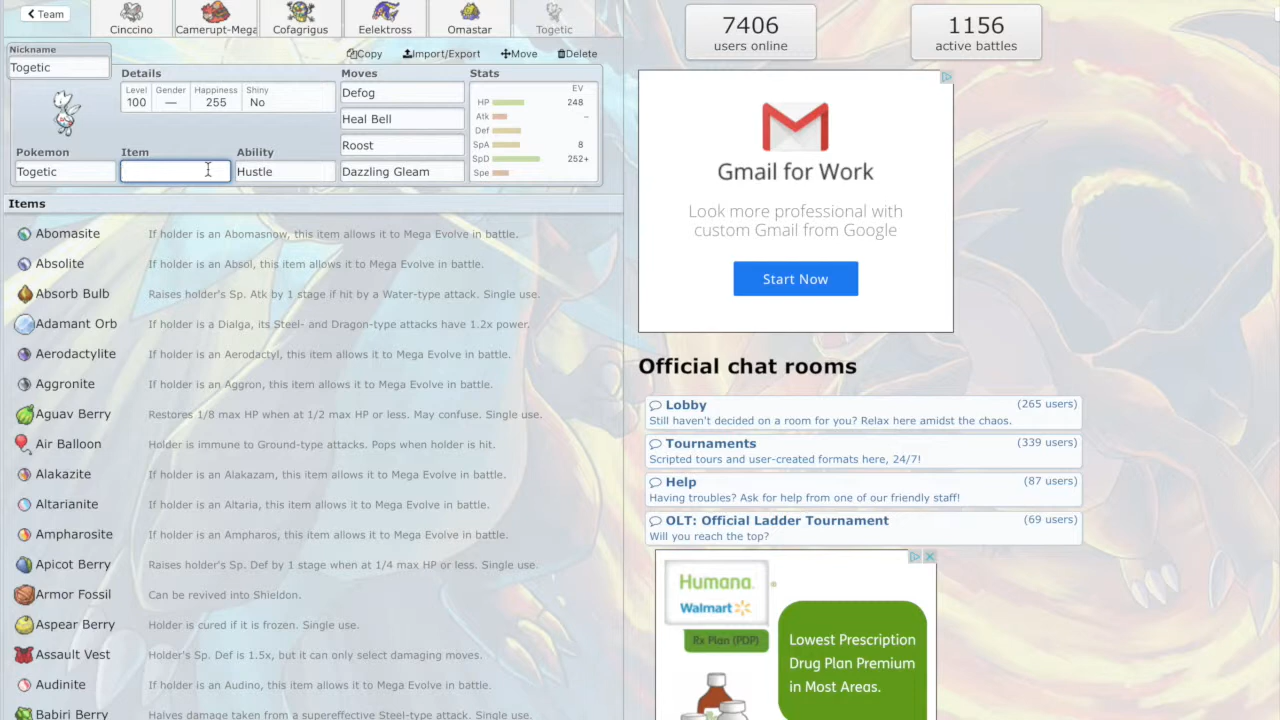 Team
Cinccino
Camerupt-Mega
Cofagrigus
Eelektross
Omastar
Togetic
Nickname
Togetic
Copy Import/Export Move Delete
Details
Level Gender Happiness Shiny
100 — 255 No
Pokemon Item Ability
Togetic Hustle
Moves
Defog
Heal Bell
Roost
Dazzling Gleam
Stats
EV
HP 248
Atk –
Def
SpA 8
SpD 252+
Spe
Items
Abomasite If holder is an Abomasnow, this item allows it to Mega Evolve in battle.
Absolite If holder is an Absol, this item allows it to Mega Evolve in battle.
Absorb Bulb Raises holder's Sp. Atk by 1 stage if hit by a Water-type attack. Single use.
Adamant Orb If holder is a Dialga, its Steel- and Dragon-type attacks have 1.2x power.
Aerodactylite If holder is an Aerodactyl, this item allows it to Mega Evolve in battle.
Aggronite If holder is an Aggron, this item allows it to Mega Evolve in battle.
Aguav Berry Restores 1/8 max HP when at 1/2 max HP or less. May confuse. Single use.
Air Balloon Holder is immune to Ground-type attacks. Pops when holder is hit.
Alakazite If holder is an Alakazam, this item allows it to Mega Evolve in battle.
Altarianite If holder is an Altaria, this item allows it to Mega Evolve in battle.
Ampharosite If holder is an Ampharos, this item allows it to Mega Evolve in battle.
Apicot Berry Raises holder's Sp. Def by 1 stage when at 1/4 max HP or less. Single use.
Armor Fossil Can be revived into Shieldon.
Aspear Berry Holder is cured if it is frozen. Single use.
Assault Vest Holder's Sp. Def is 1.5x, but it can only select damaging moves.
Audinite If holder is an Audino, this item allows it to Mega Evolve in battle.
Babiri Berry Halves damage taken from a supereffective Steel-type attack. Single use.
7406
users online
1156
active battles
Gmail for Work
Look more professional with
custom Gmail from Google
Start Now
Official chat rooms
Lobby (265 users)
Still haven't decided on a room for you? Relax here amidst the chaos.
Tournaments (339 users)
Scripted tours and user-created formats here, 24/7!
Help (87 users)
Having troubles? Ask for help from one of our friendly staff!
OLT: Official Ladder Tournament (69 users)
Will you reach the top?
Humana.
Walmart
Rx Plan (PDP)
Lowest Prescription
Drug Plan Premium
in Most Areas.